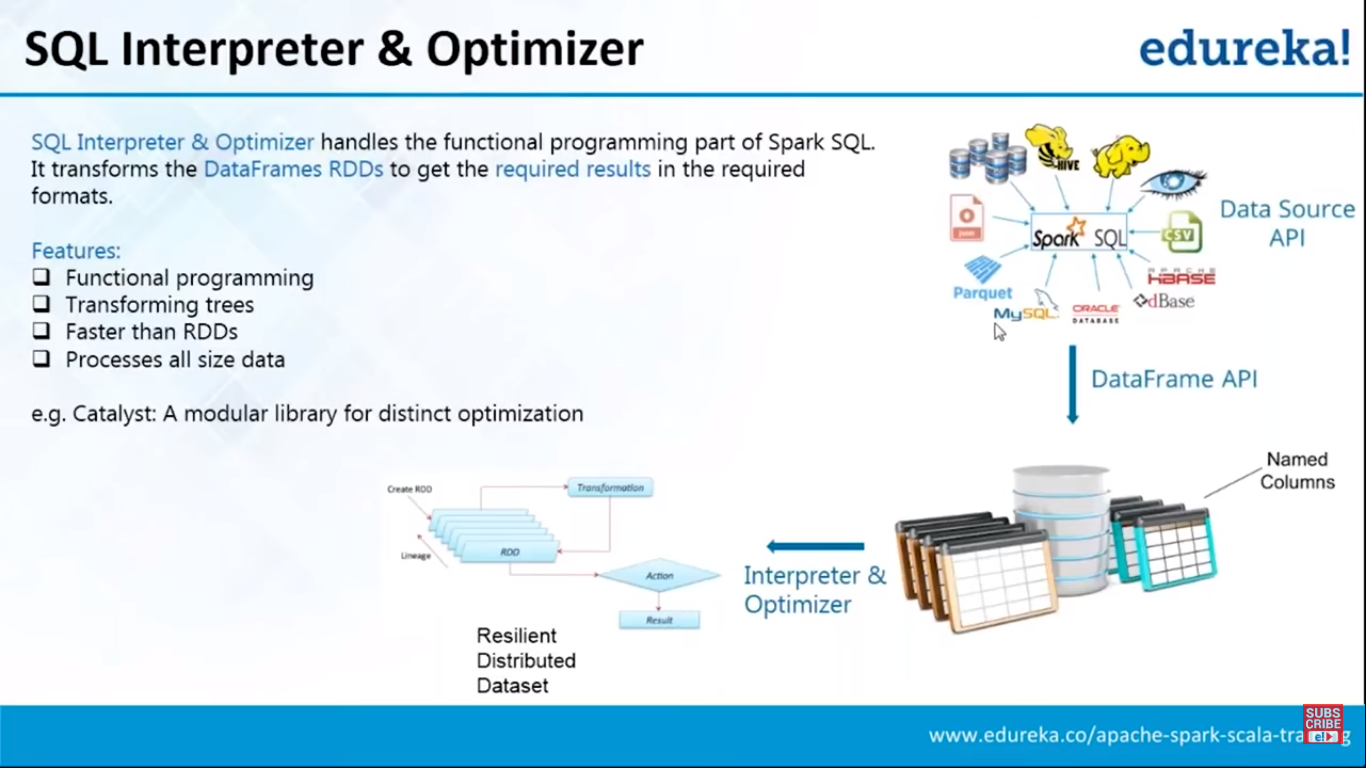 SQL Interpreter & Optimizer
edureka!
SQL Interpreter & Optimizer handles the functional programming part of Spark SQL.
It transforms the DataFrames RDDs to get the required results in the required
formats.
Features:
Functional programming
Transforming trees
Faster than RDDs
Processes all size data
e.g. Catalyst: A modular library for distinct optimization
HIVE
json
Spark SQL
CSV
Data Source
API
Parquet
MySQL
ORACLE
DATABASE
APACHE
HBASE
dBase
DataFrame API
Named
Columns
Interpreter &
Optimizer
Create RDD
Transformation
Lineage
RDD
Action
Result
Resilient
Distributed
Dataset
SUBS
CRIBE
e!
www.edureka.co/apache-spark-scala-tra
g